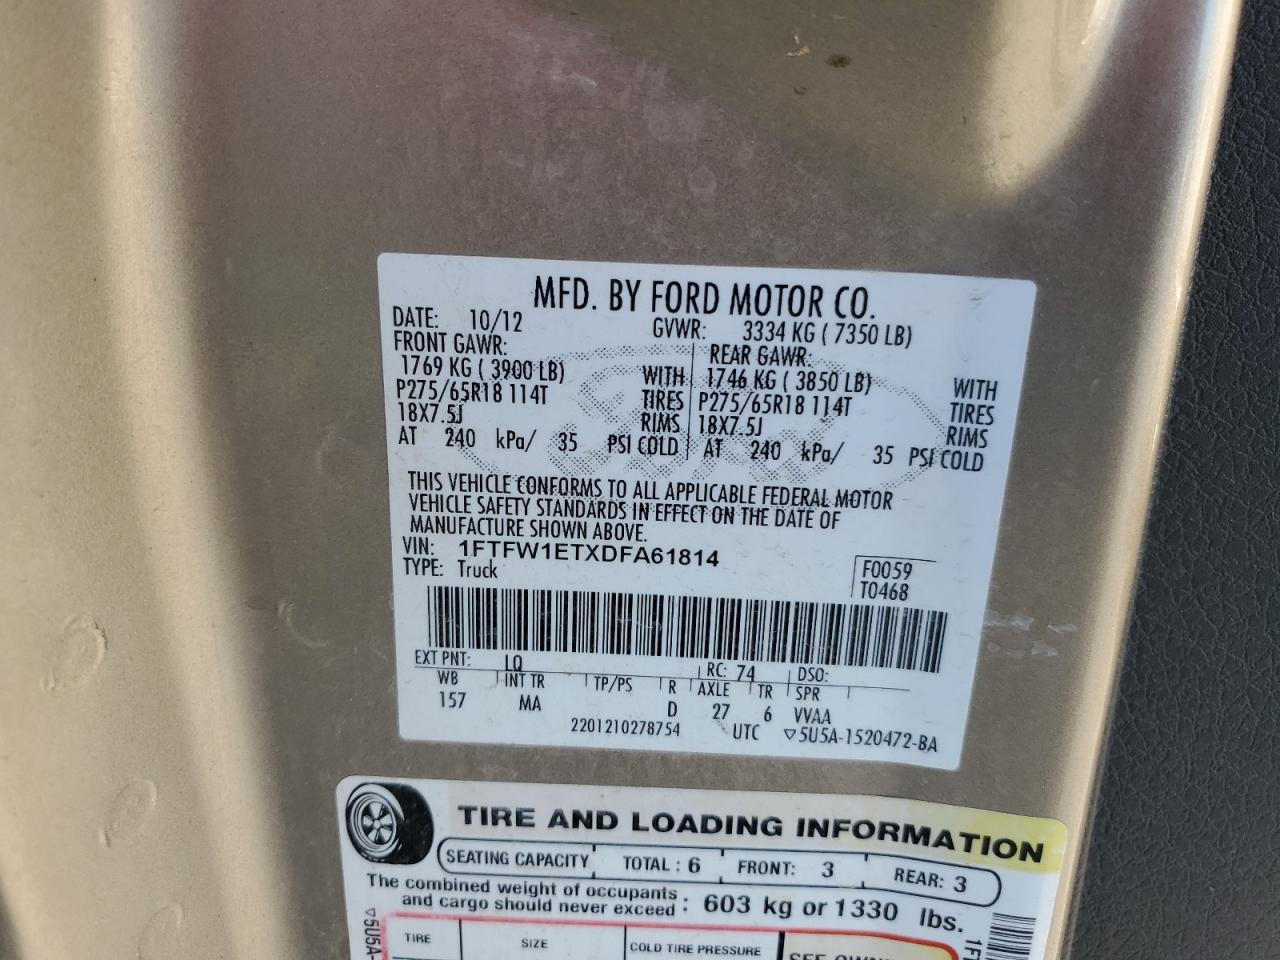 MFD. BY FORD MOTOR CO.
DATE: 10/12 GVWR: 3334 KG ( 7350 LB)
FRONT GAWR: REAR GAWR:
1769 KG ( 3900 LB) WITH 1746 KG ( 3850 LB) WITH
P275/65R18 114T TIRES P275/65R18 114T TIRES
18X7.5J RIMS 18X7.5J RIMS
AT 240 kPa/ 35 PSI COLD AT 240 kPa/ 35 PSI COLD
THIS VEHICLE CONFORMS TO ALL APPLICABLE FEDERAL MOTOR
VEHICLE SAFETY STANDARDS IN EFFECT ON THE DATE OF
MANUFACTURE SHOWN ABOVE.
VIN: 1FTFW1ETXDFA61814
TYPE: Truck
F0059
T0468
EXT PNT: LQ RC: 74 DSO:
WB INT TR TP/PS R AXLE TR SPR
157 MA D 27 6 VVAA
2201210278754 UTC ▽5U5A-1520472-BA
TIRE AND LOADING INFORMATION
SEATING CAPACITY TOTAL : 6 FRONT: 3 REAR: 3
The combined weight of occupants
and cargo should never exceed : 603 kg or 1330 lbs.
TIRE SIZE COLD TIRE PRESSURE
▽5U5A-